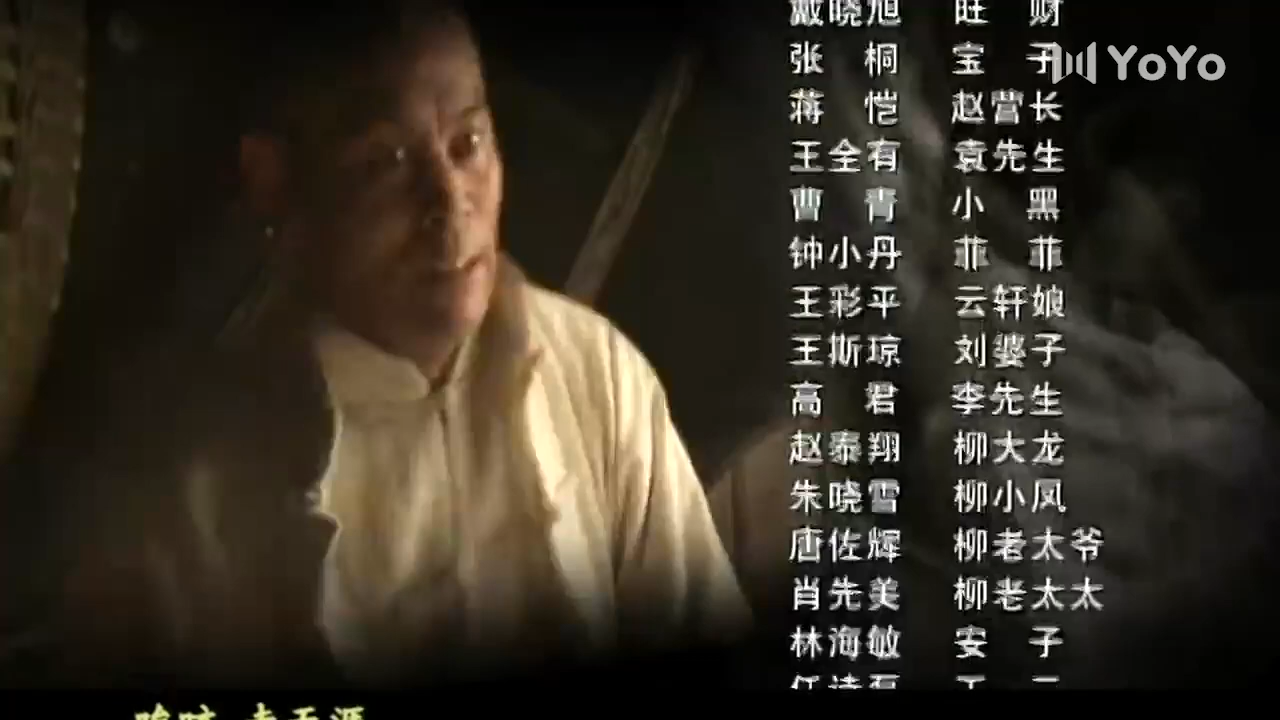 YoYo
戴晓旭 旺 财
张 桐 宝 子
蒋 恺 赵营长
王全有 袁先生
曹 青 小 黑
钟小丹 菲 菲
王彩平 云轩娘
王斯琼 刘婆子
高 君 李先生
赵泰翔 柳大龙
朱晓雪 柳小凤
唐佐辉 柳老太爷
肖先美 柳老太太
林海敏 安 子